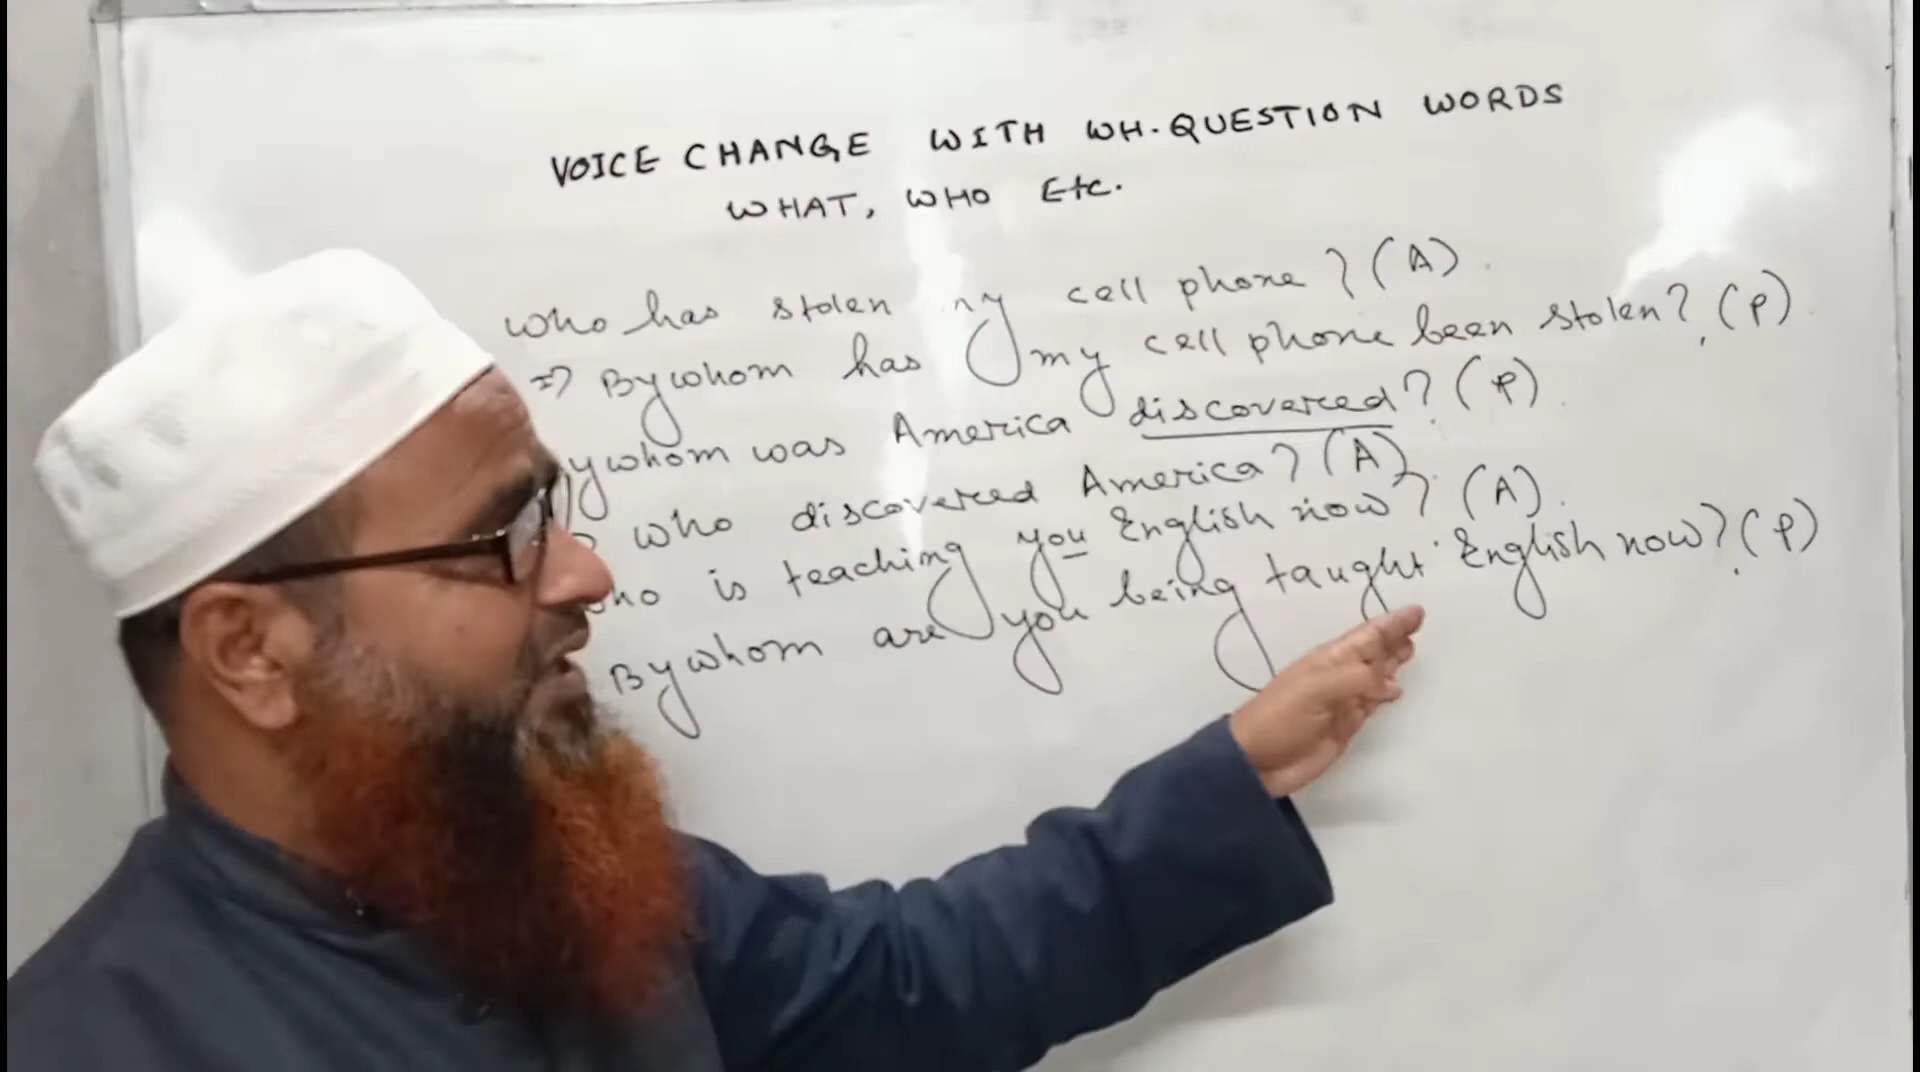 VOICE CHANGE WITH WH. QUESTION WORDS
WHAT, WHO Etc.
who has stolen my cell phone? (A)
=> By whom has my cell phone been stolen? (P)
whom was America discovered? (P)
who discovered America? (A)
is teaching you English now? (A)
By whom are you being taught English now? (P)